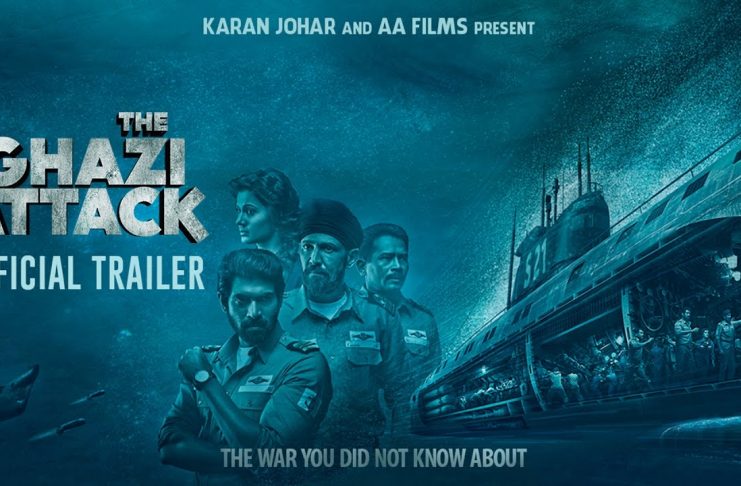 KARAN JOHAR AND AA FILMS PRESENT
THE
GHAZI
ATTACK
FICIAL TRAILER
S21
THE WAR YOU DID NOT KNOW ABOUT